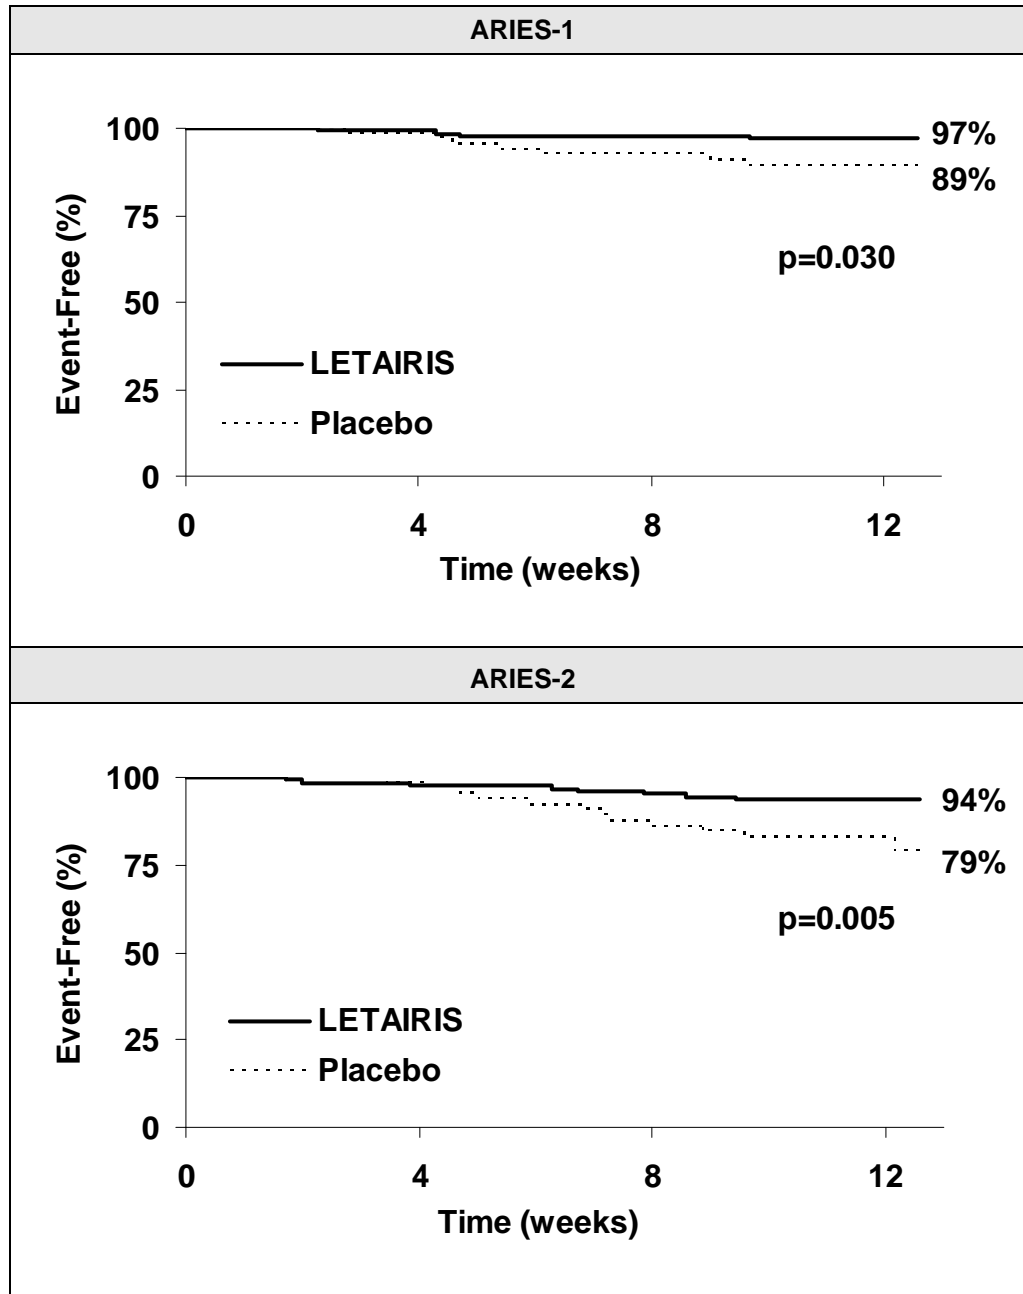 ARIES-1
100
97%
89%
75
p=0.030
50
LETAIRIS
25
Placebo
0
Event-Free (%)
0 4 8 12
Time (weeks)
ARIES-2
100
94%
79%
75
p=0.005
50
LETAIRIS
25
Placebo
0
Event-Free (%)
0 4 8 12
Time (weeks)